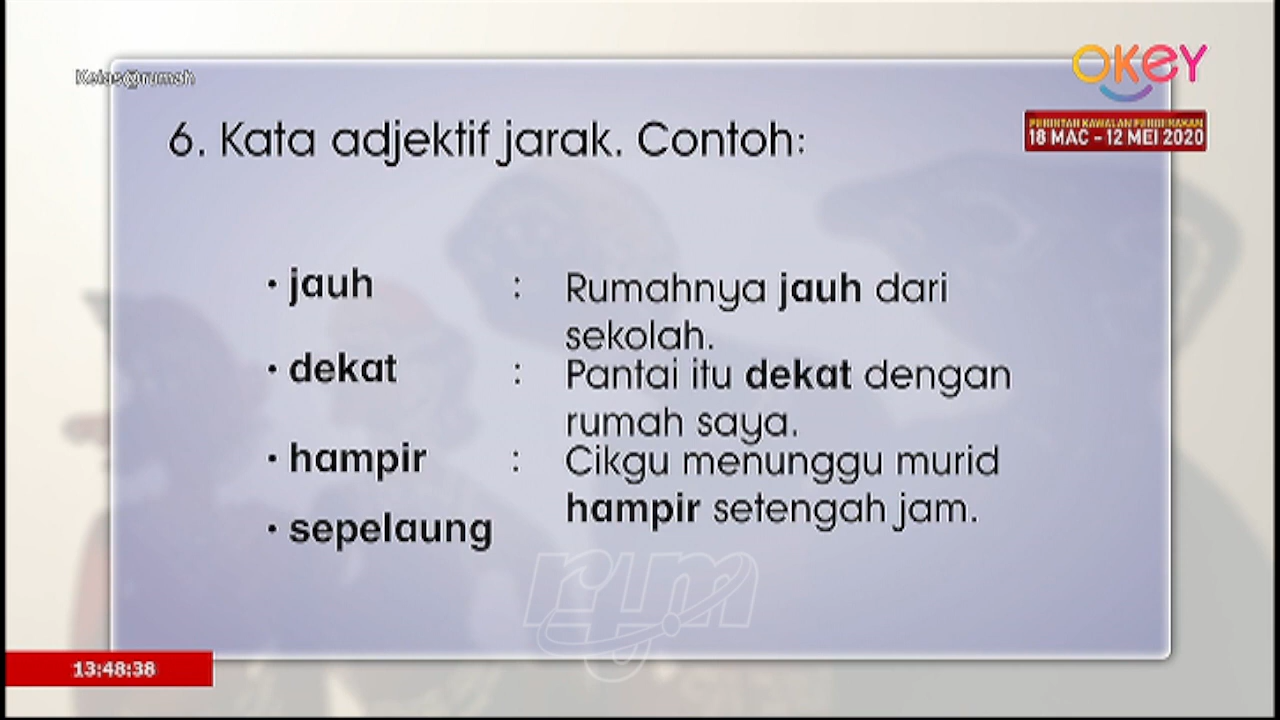 Kelas@rumah
OKEY
PERINTAH KAWALAN PERGERAKAN
18 MAC - 12 MEI 2020
6. Kata adjektif jarak. Contoh:
• jauh : Rumahnya jauh dari
sekolah.
• dekat : Pantai itu dekat dengan
rumah saya.
• hampir : Cikgu menunggu murid
hampir setengah jam.
• sepelaung
rtm
13:48:38